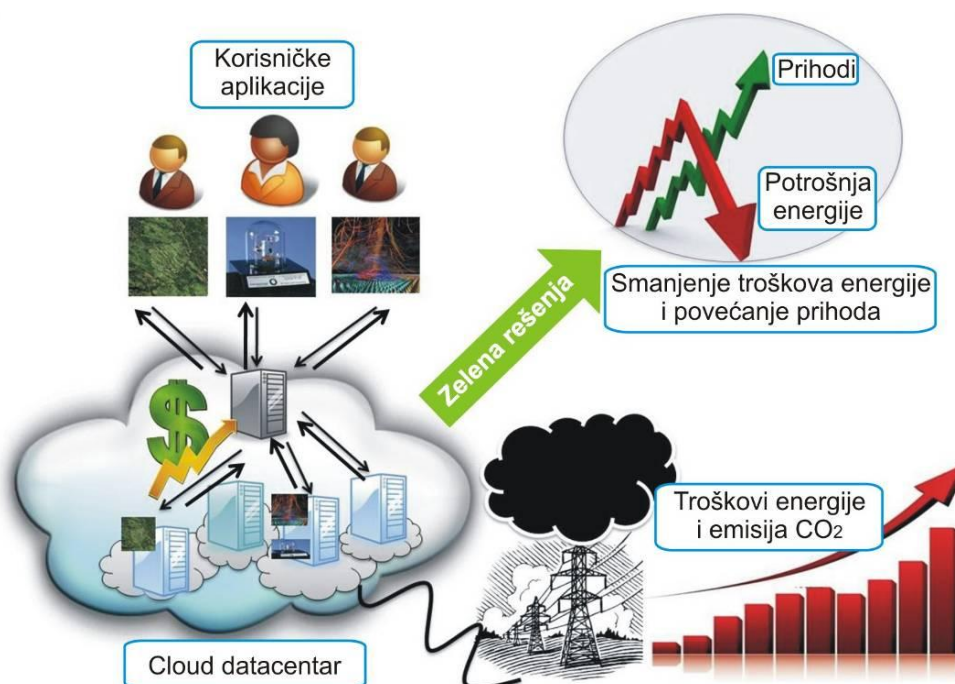 Korisničke
aplikacije
Prihodi
Potrošnja
energije
Smanjenje troškova energije
i povećanje prihoda
Zelena rešenja
Troškovi energije
i emisija CO₂
Cloud datacentar